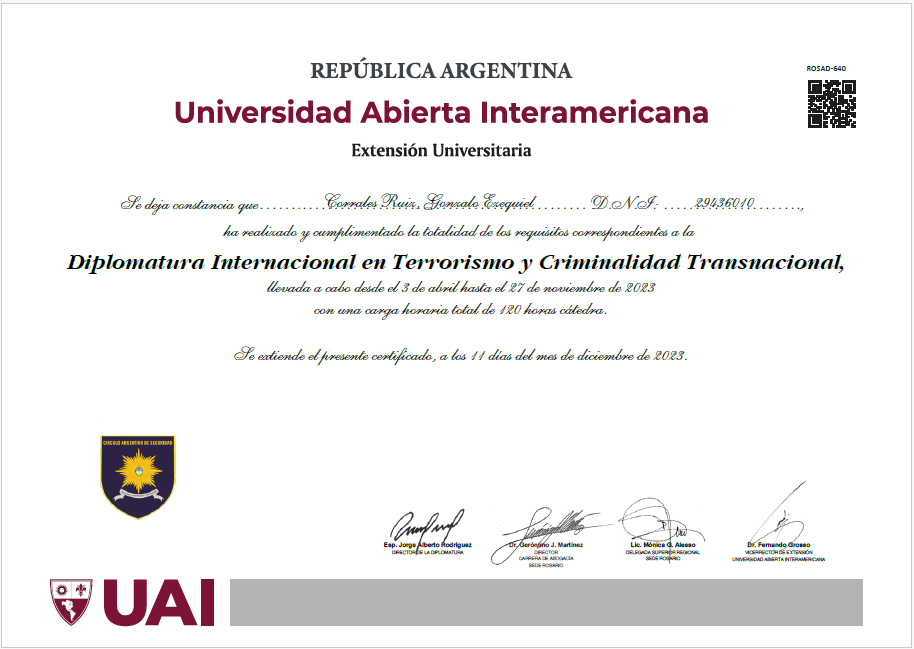 REPÚBLICA ARGENTINA
ROSAD-640
Universidad Abierta Interamericana
Extensión Universitaria
Se deja constancia que..........Corrales Ruiz, Gonzalo Ezequiel.......... D.N.I: ......29436010.........,
ha realizado y cumplimentado la totalidad de los requisitos correspondientes a la
Diplomatura Internacional en Terrorismo y Criminalidad Transnacional,
llevada a cabo desde el 3 de abril hasta el 27 de noviembre de 2023
con una carga horaria total de 120 horas cátedra.
Se extiende el presente certificado, a los 11 días del mes de diciembre de 2023.
CIRCULO ARGENTINO DE SEGURIDAD
Esp. Jorge Alberto Rodríguez
DIRECTOR DE LA DIPLOMATURA
Dr. Gerónimo J. Martínez
DIRECTOR
CARRERA DE ABOGACÍA
SEDE ROSARIO
Lic. Mónica G. Alesso
DELEGADA SUPERIOR REGIONAL
SEDE ROSARIO
Dr. Fernando Grosso
VICERRECTOR DE EXTENSIÓN
UNIVERSIDAD ABIERTA INTERAMERICANA
UAI